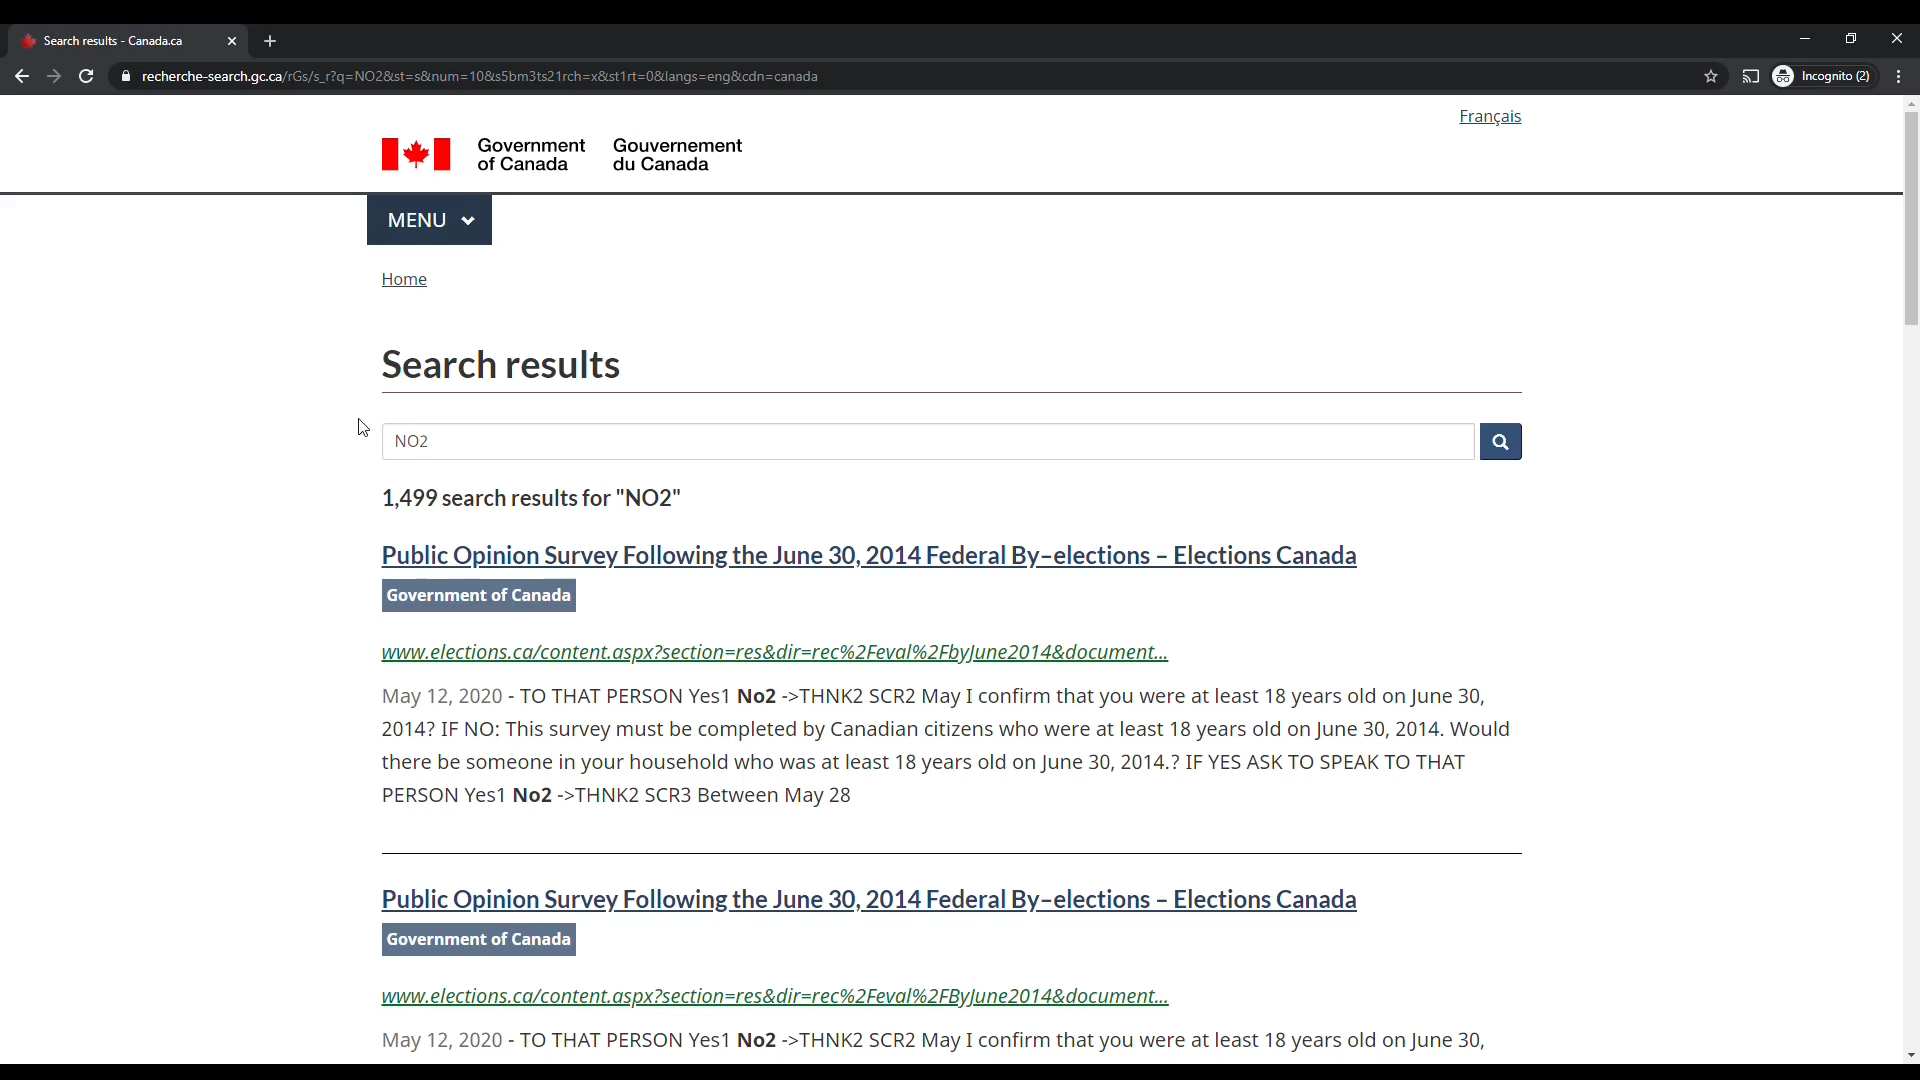 Search results - Canada.ca
recherche-search.gc.ca/rGs/s_r?q=NO2&st=s&num=10&s5bm3ts21rch=x&st1rt=0&langs=eng&cdn=canada
Incognito (2)
Français
Government of Canada
Gouvernement du Canada
MENU
Home
Search results
NO2
1,499 search results for "NO2"
Public Opinion Survey Following the June 30, 2014 Federal By–elections – Elections Canada
Government of Canada
www.elections.ca/content.aspx?section=res&dir=rec%2Feval%2FbyJune2014&document...
May 12, 2020 - TO THAT PERSON Yes1 No2 ->THNK2 SCR2 May I confirm that you were at least 18 years old on June 30,
2014? IF NO: This survey must be completed by Canadian citizens who were at least 18 years old on June 30, 2014. Would
there be someone in your household who was at least 18 years old on June 30, 2014.? IF YES ASK TO SPEAK TO THAT
PERSON Yes1 No2 ->THNK2 SCR3 Between May 28
Public Opinion Survey Following the June 30, 2014 Federal By–elections – Elections Canada
Government of Canada
www.elections.ca/content.aspx?section=res&dir=rec%2Feval%2FByJune2014&document...
May 12, 2020 - TO THAT PERSON Yes1 No2 ->THNK2 SCR2 May I confirm that you were at least 18 years old on June 30,